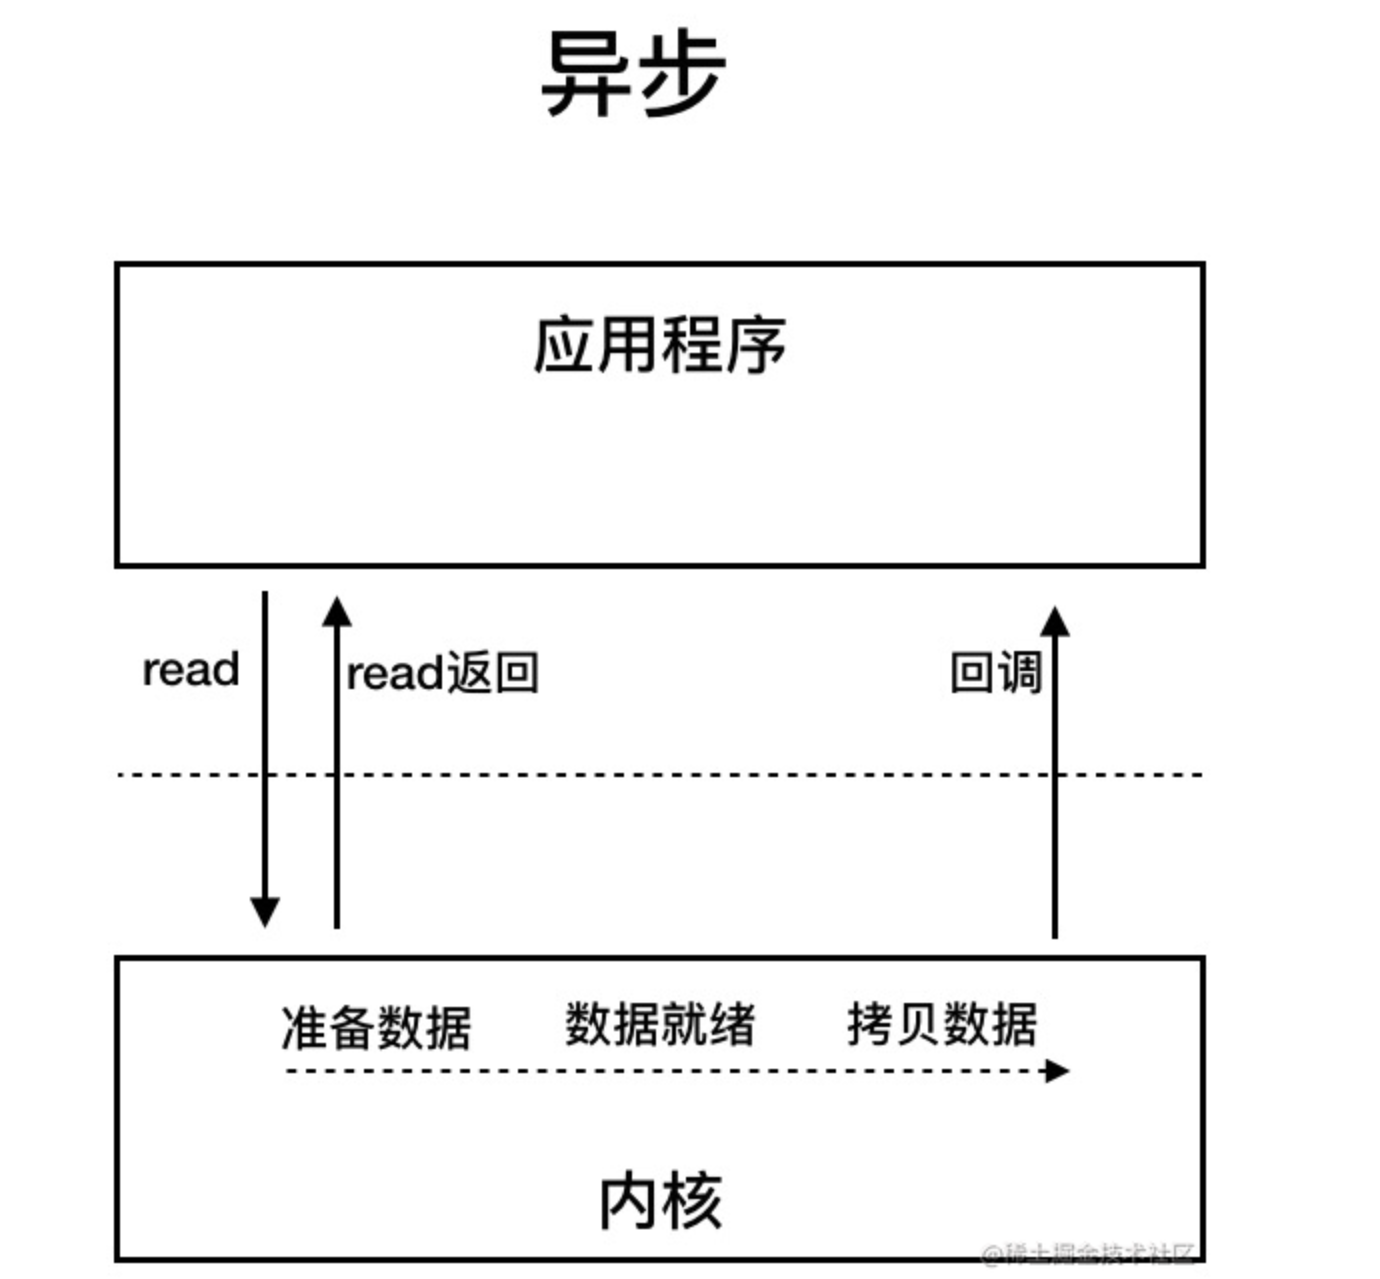 异步
应用程序
read
read返回
回调
准备数据
数据就绪
拷贝数据
内核
@稀土掘金技术社区